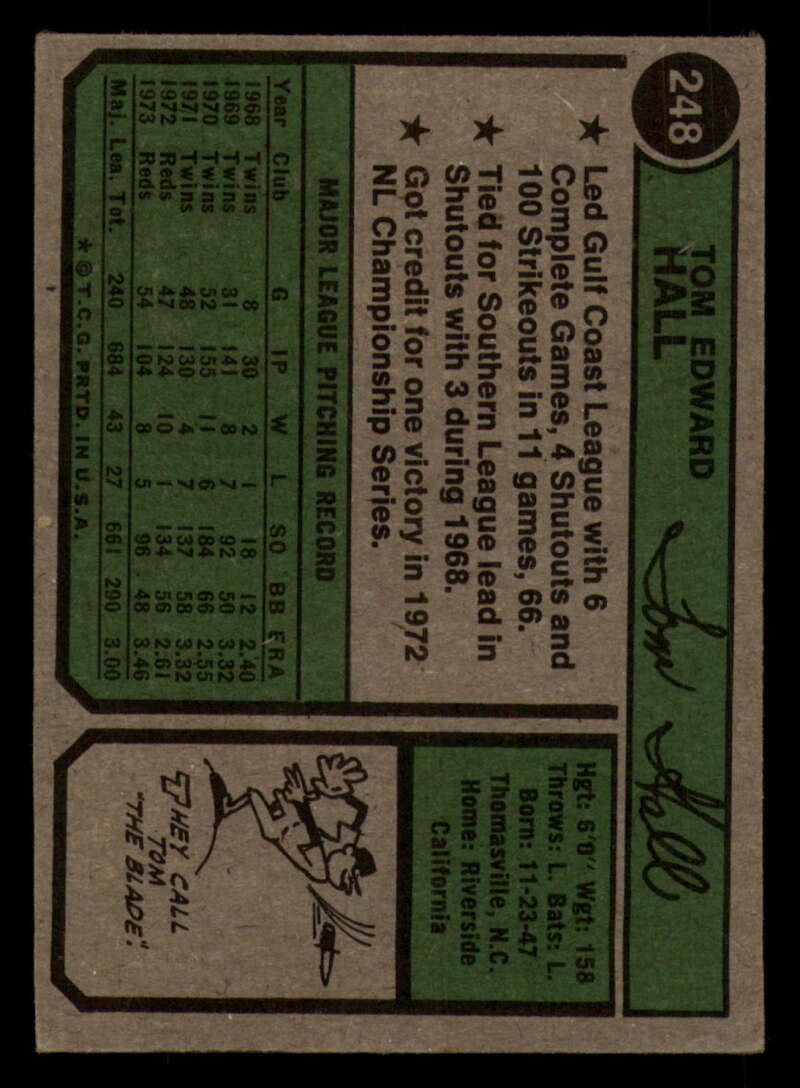 248
TOM EDWARD
HALL
Tom Hall
★ Led Gulf Coast League with 6
Complete Games, 4 Shutouts and
100 Strikeouts in 11 games, 66.
★ Tied for Southern League lead in
Shutouts with 3 during 1968.
★ Got credit for one victory in 1972
NL Championship Series.
MAJOR LEAGUE PITCHING RECORD
Year Club G IP W L SO BB ERA
1968 Twins 8 30 2 1 18 12 2.40
1969 Twins 31 141 8 7 92 50 3.32
1970 Twins 52 155 11 6 184 66 2.55
1971 Twins 48 130 4 7 137 58 3.32
1972 Reds 47 124 10 1 134 56 2.61
1973 Reds 54 104 8 5 96 48 3.46
Maj. Lea. Tot. 240 684 43 27 661 290 3.00
* © T.C.G. PRTD. IN U.S.A.
Hgt: 6'0" Wgt: 158
Throws: L. Bats: L.
Born: 11-23-47
Thomasville, N.C.
Home: Riverside
California
THEY CALL
TOM
"THE BLADE."